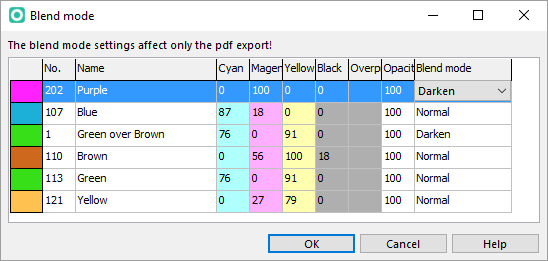 Blend mode
The blend mode settings affect only the pdf export!
No. Name Cyan Magen Yellow Black Overp Opacit Blend mode
202 Purple 0 100 0 0 100 Darken
107 Blue 87 18 0 0 100 Normal
1 Green over Brown 76 0 91 0 100 Darken
110 Brown 0 56 100 18 100 Normal
113 Green 76 0 91 0 100 Normal
121 Yellow 0 27 79 0 100 Normal
OK Cancel Help